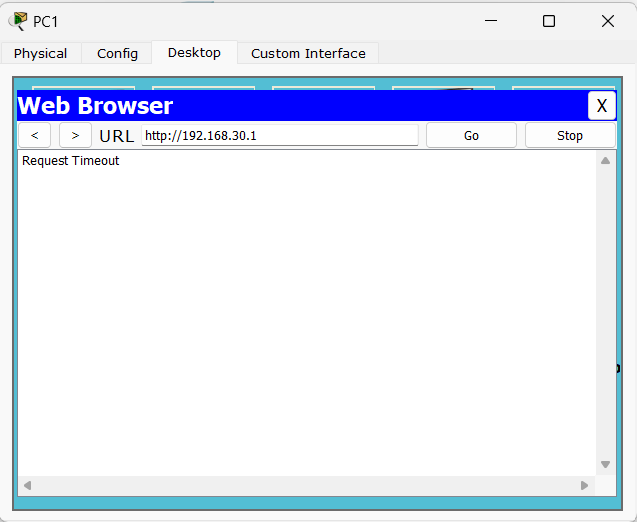 PC1
Physical Config Desktop Custom Interface
Web Browser X
< > URL http://192.168.30.1 Go Stop
Request Timeout